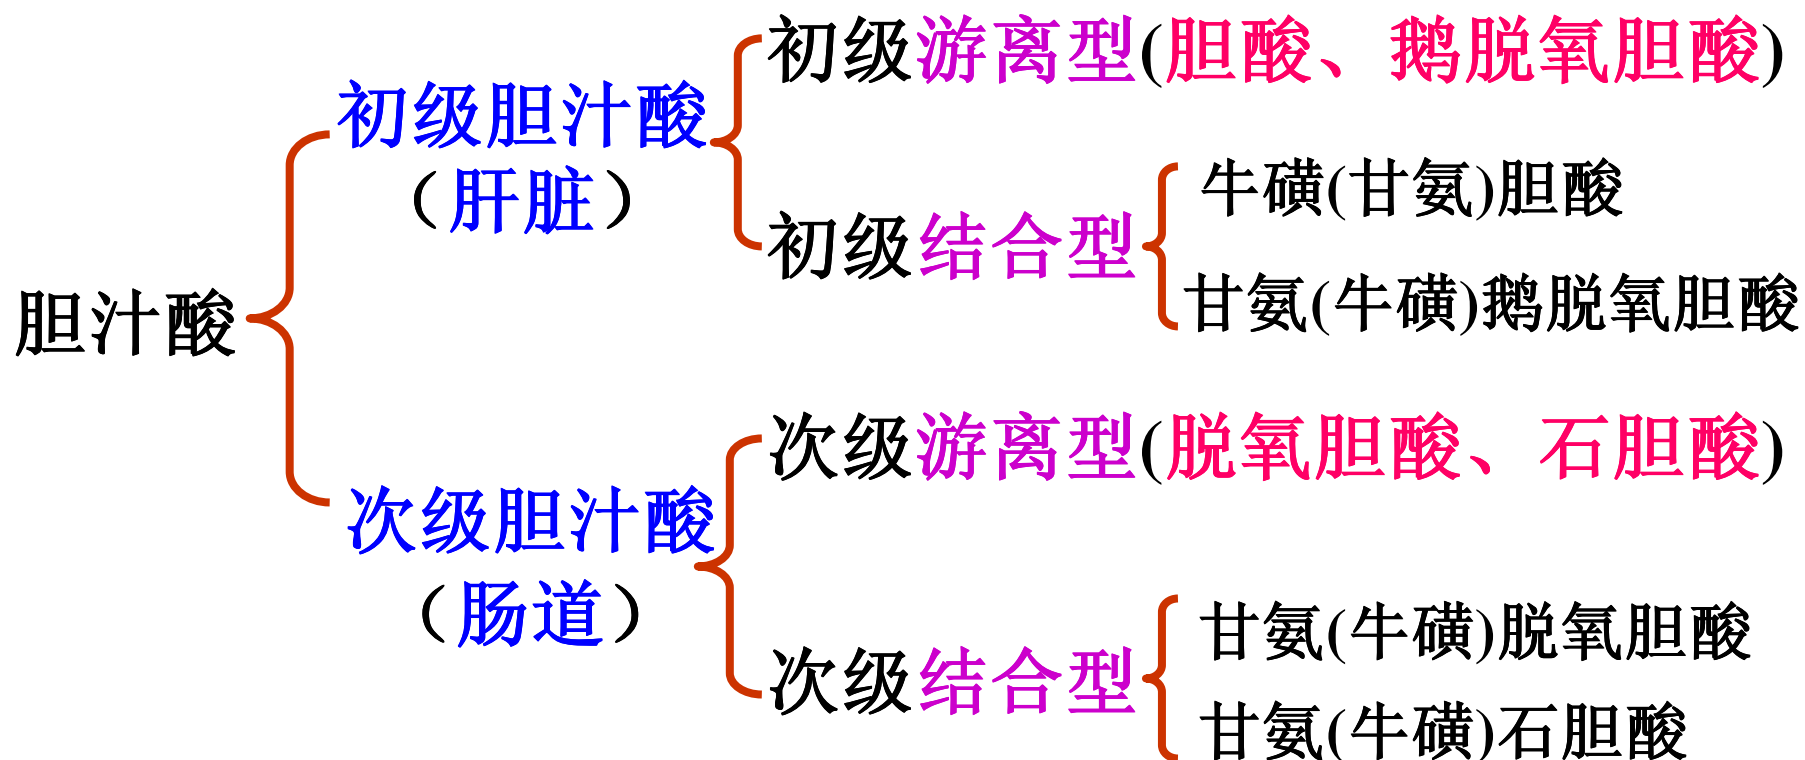 胆汁酸
初级胆汁酸
（肝脏）
初级游离型(胆酸、鹅脱氧胆酸)
初级结合型
牛磺(甘氨)胆酸
甘氨(牛磺)鹅脱氧胆酸
次级胆汁酸
（肠道）
次级游离型(脱氧胆酸、石胆酸)
次级结合型
甘氨(牛磺)脱氧胆酸
甘氨(牛磺)石胆酸